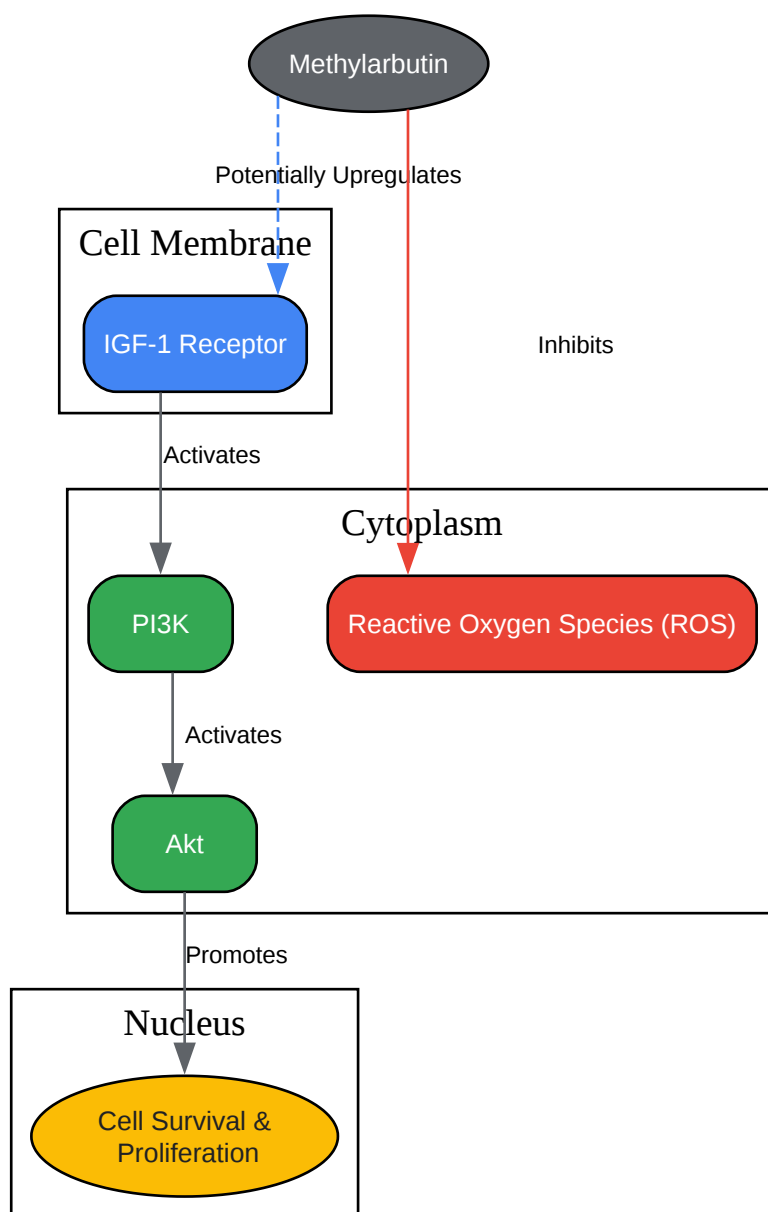 Methylarbutin
Potentially Upregulates
Cell Membrane
IGF-1 Receptor
Inhibits
Activates
Cytoplasm
PI3K
Reactive Oxygen Species (ROS)
Activates
Akt
Promotes
Nucleus
Cell Survival &
Proliferation